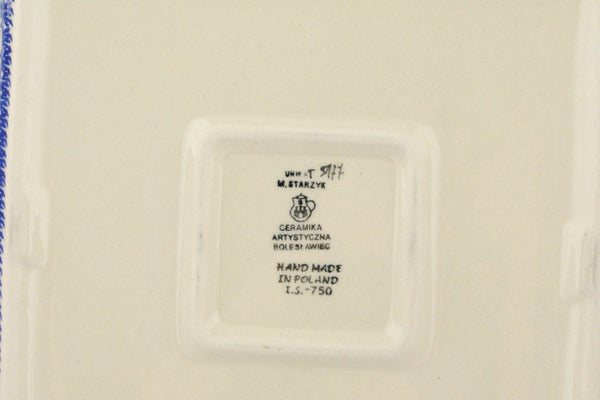 M.STARZYK
CERAMIKA
ARTYSTYCZNA
BOLESŁAWIEC
HAND MADE
IN POLAND
I.S.-750